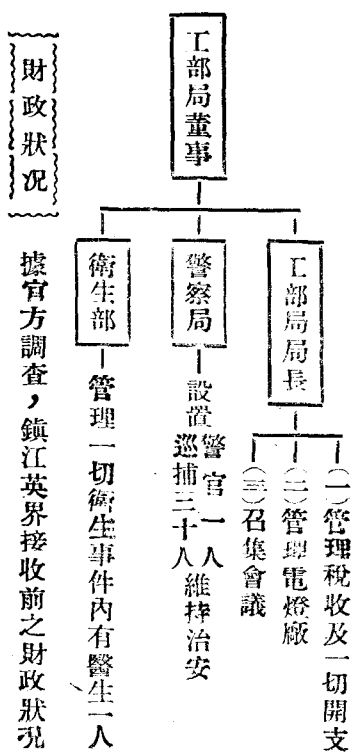 工部局董事
工部局局長
(一)管理稅收及一切開支
(二)管理電燈廠
(三)召集會議
警察局
設置警官一人巡捕三十人維持治安
衛生部
管理一切衛生事件內有醫生一人
財政狀況
據官方調查,鎮江英界接收前之財政狀況